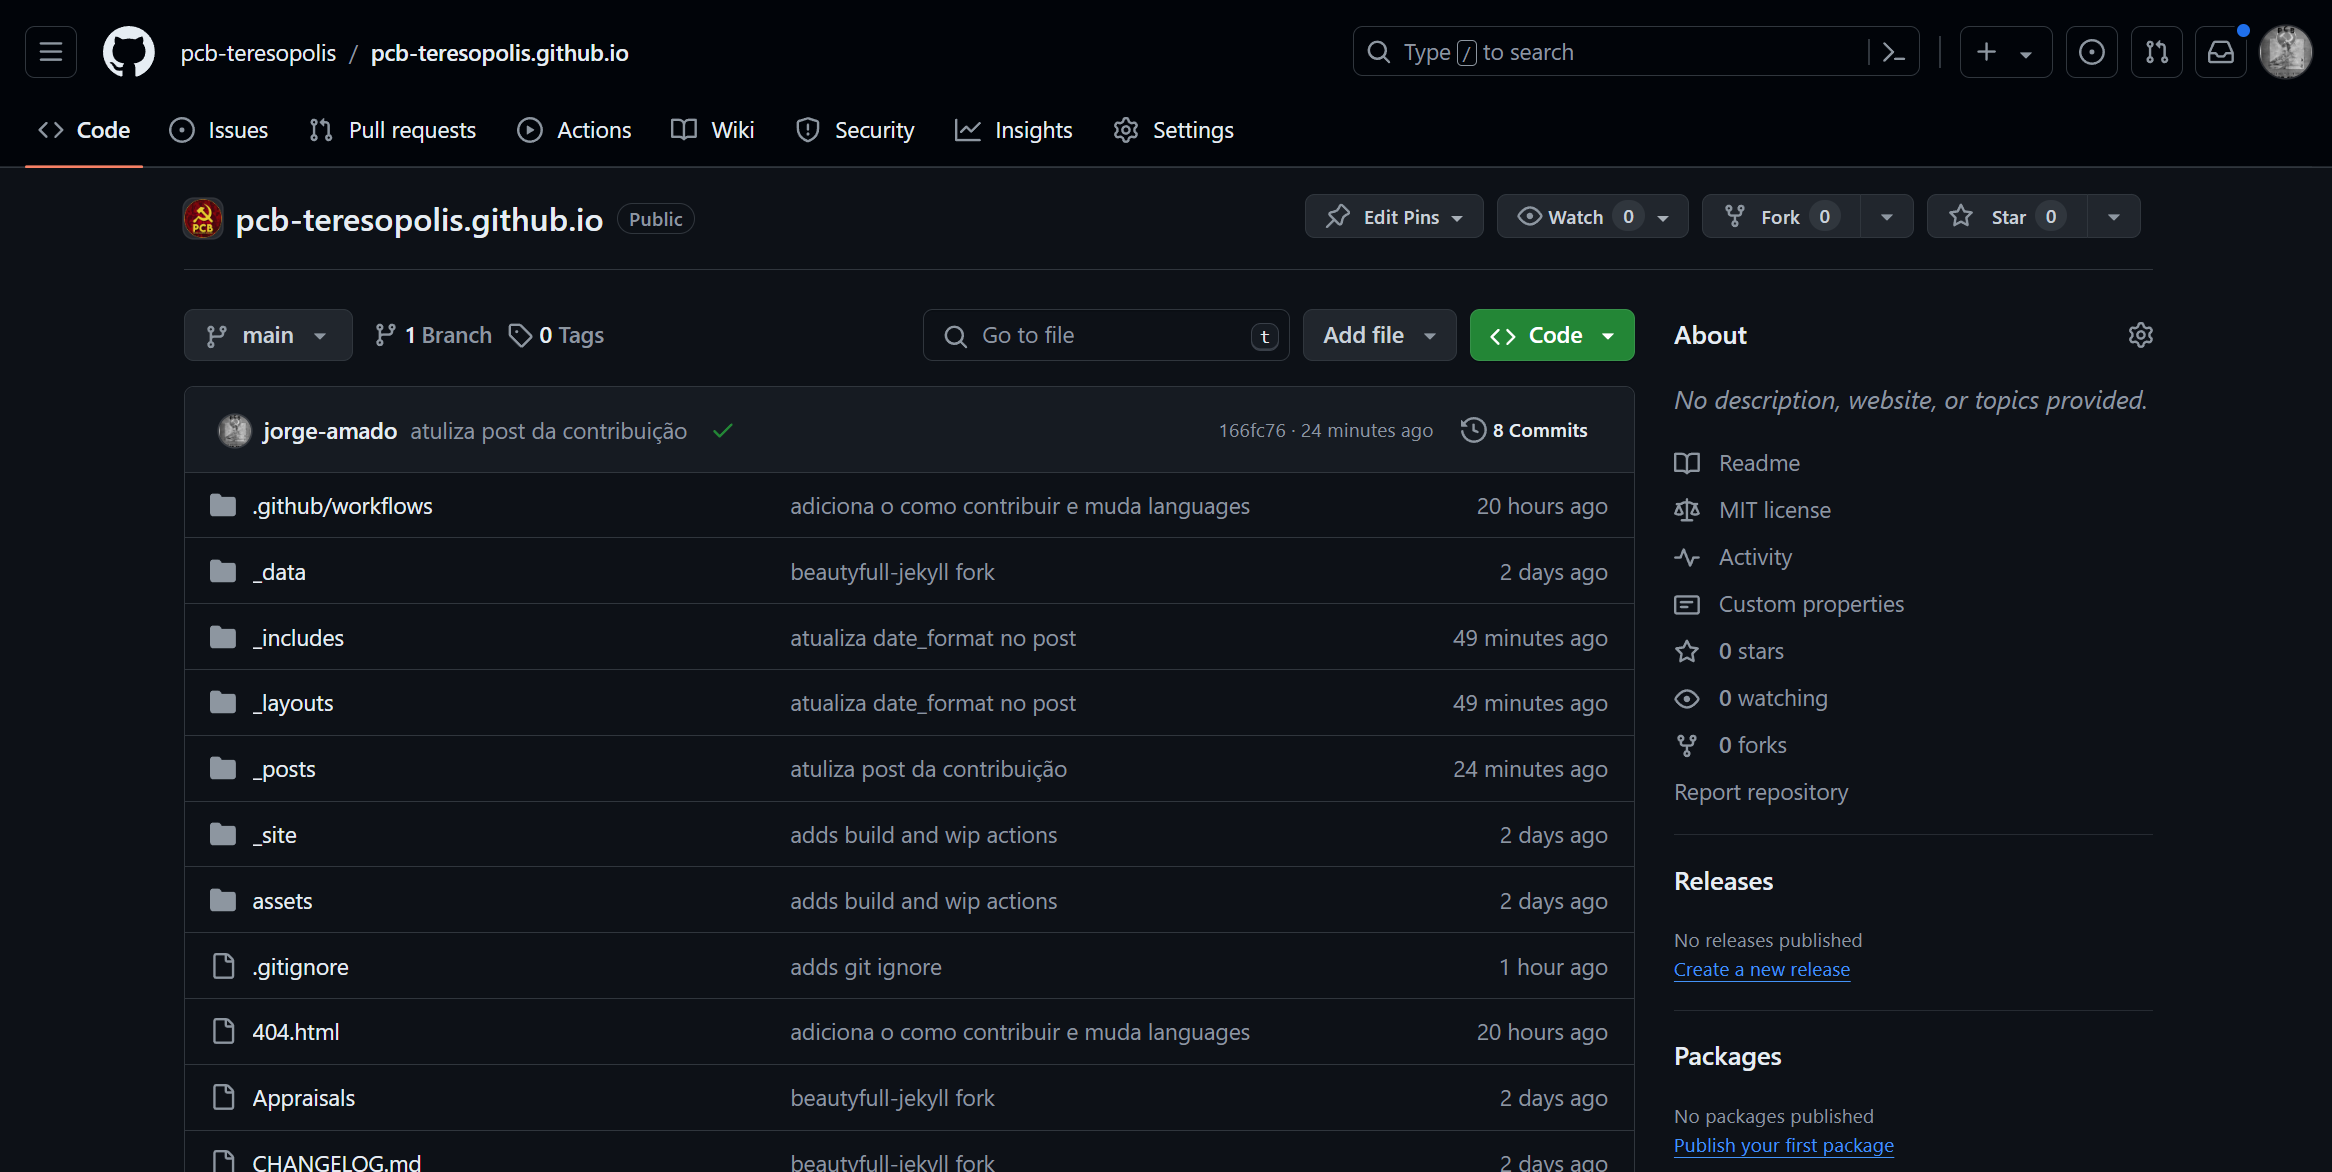 pcb-teresopolis / pcb-teresopolis.github.io
Type / to search
Code Issues Pull requests Actions Wiki Security Insights Settings
PCB
pcb-teresopolis.github.io Public
Edit Pins Watch 0 Fork 0 Star 0
main 1 Branch 0 Tags Go to file t Add file Code
jorge-amado atuliza post da contribuição 166fc76 · 24 minutes ago 8 Commits
.github/workflows adiciona o como contribuir e muda languages 20 hours ago
_data beautyfull-jekyll fork 2 days ago
_includes atualiza date_format no post 49 minutes ago
_layouts atualiza date_format no post 49 minutes ago
_posts atuliza post da contribuição 24 minutes ago
_site adds build and wip actions 2 days ago
assets adds build and wip actions 2 days ago
.gitignore adds git ignore 1 hour ago
404.html adiciona o como contribuir e muda languages 20 hours ago
Appraisals beautyfull-jekyll fork 2 days ago
CHANGELOG.md beautyfull-jekyll fork 2 days ago
About
No description, website, or topics provided.
Readme
MIT license
Activity
Custom properties
0 stars
0 watching
0 forks
Report repository
Releases
No releases published
Create a new release
Packages
No packages published
Publish your first package